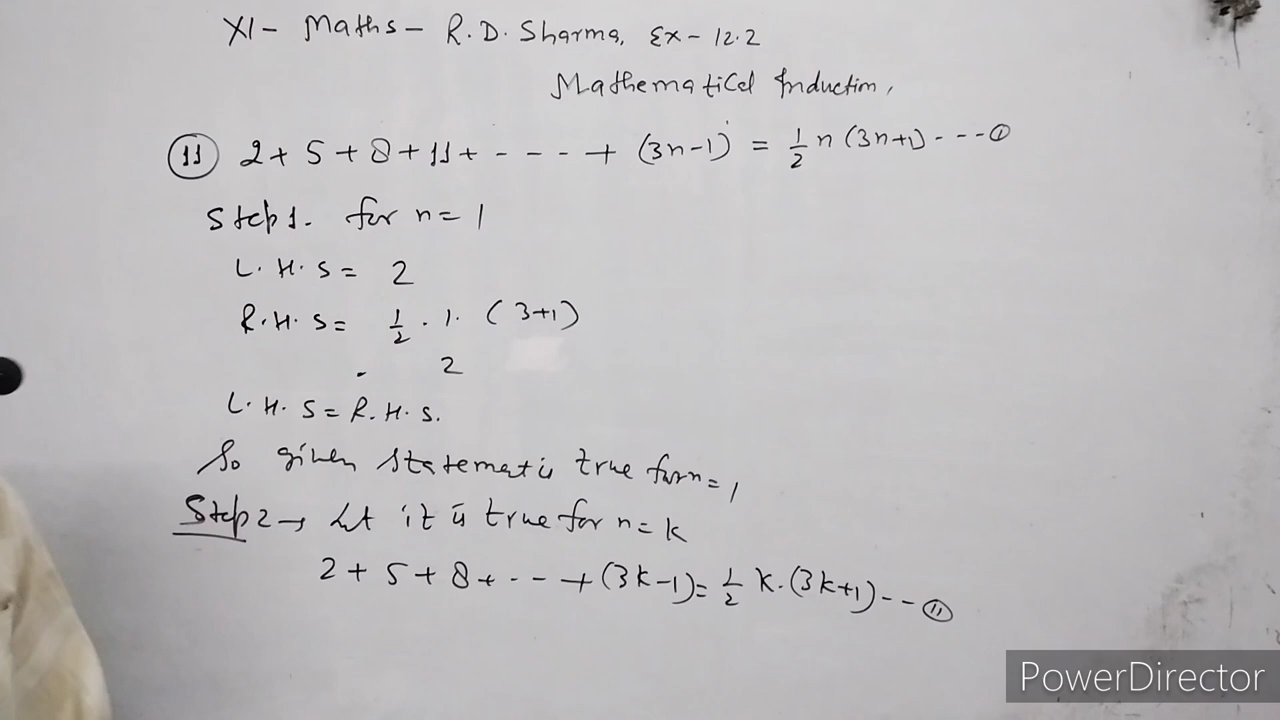 XI - Maths - R.D. Sharma, Ex - 12.2
Mathematical Induction,
(11) 2 + 5 + 8 + 11 + - - - - + (3n-1) = 1/2 n (3n+1) - - - (1)
Step 1. for n = 1
L.H.S = 2
R.H.S = 1/2 . 1. (3+1)
- 2
L.H.S = R.H.S.
So given statement is true for n = 1
Step 2 → Let it is true for n = k
2 + 5 + 8 + - - - + (3k-1) = 1/2 k. (3k+1) - - (11)
PowerDirector